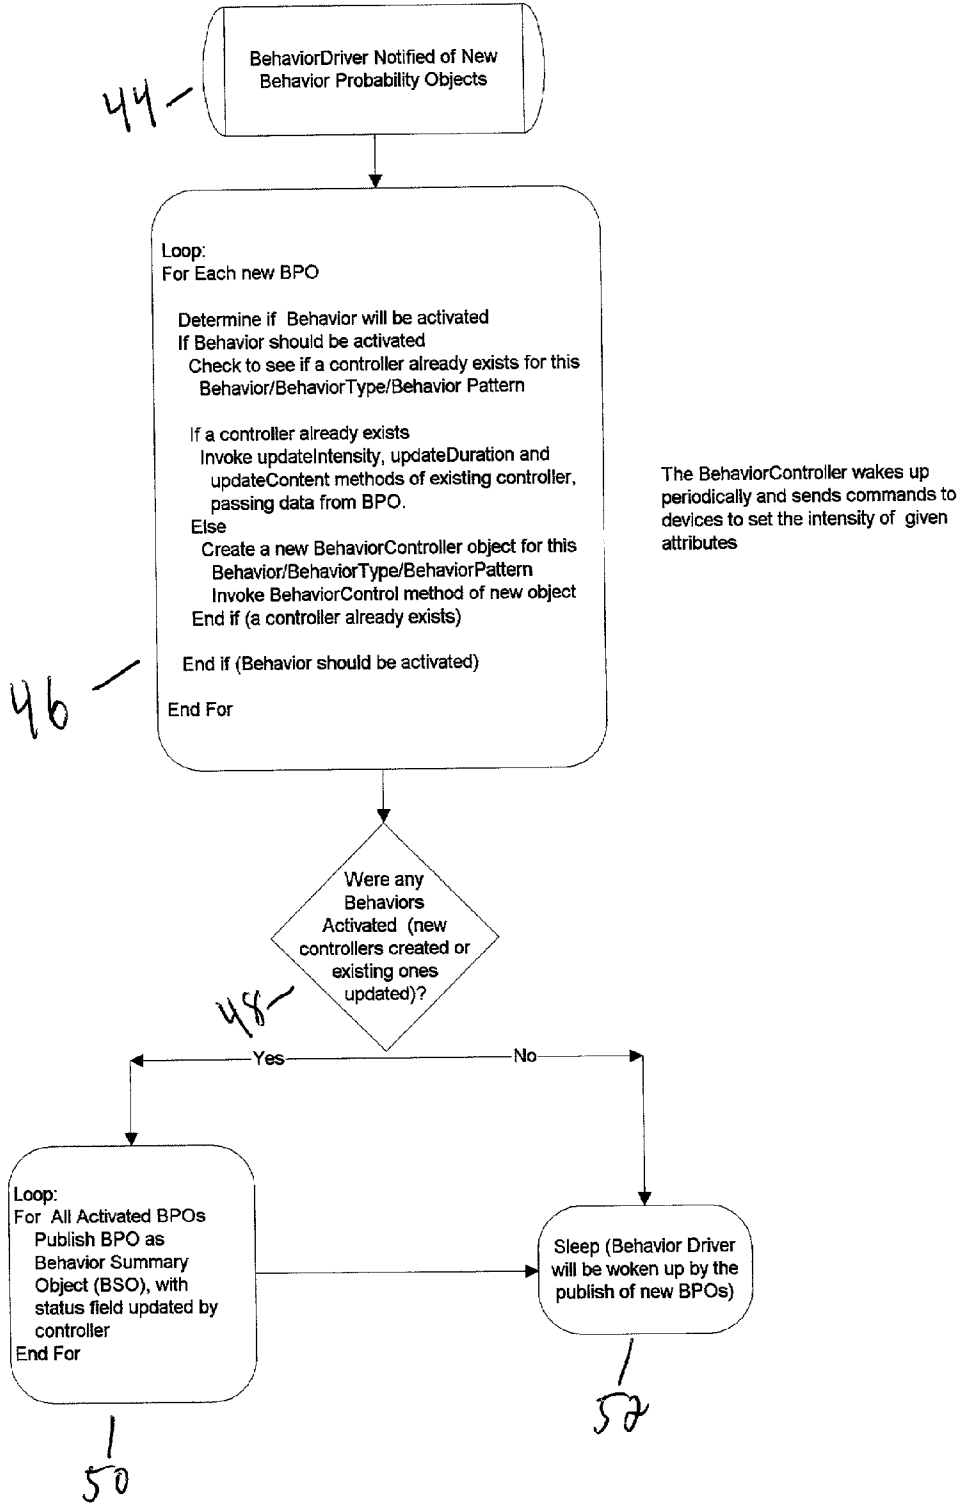 BehaviorDriver Notified of New
Behavior Probability Objects
44
Loop:
For Each new BPO
Determine if Behavior will be activated
If Behavior should be activated
Check to see if a controller already exists for this
Behavior/BehaviorType/Behavior Pattern
If a controller already exists
Invoke updateIntensity, updateDuration and
updateContent methods of existing controller,
passing data from BPO.
Else
Create a new BehaviorController object for this
Behavior/BehaviorType/BehaviorPattern
Invoke BehaviorControl method of new object
End if (a controller already exists)
End if (Behavior should be activated)
End For
46
The BehaviorController wakes up
periodically and sends commands to
devices to set the intensity of given
attributes
Were any
Behaviors
Activated (new
controllers created or
existing ones
updated)?
48
Yes
No
Loop:
For All Activated BPOs
Publish BPO as
Behavior Summary
Object (BSO), with
status field updated by
controller
End For
50
Sleep (Behavior Driver
will be woken up by the
publish of new BPOs)
52